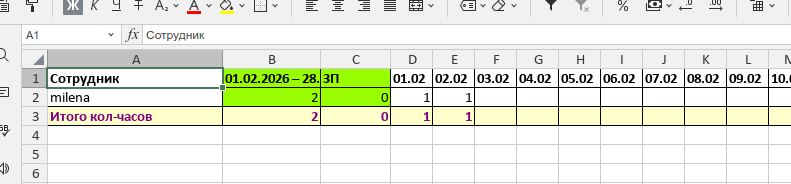 Ж К Ч
A1 fx Сотрудник
A B C D E F G H I J K L M
1 Сотрудник 01.02.2026 – 28. ЗП 01.02 02.02 03.02 04.02 05.02 06.02 07.02 08.02 09.02 10.0
2 milena 2 0 1 1
3 Итого кол-часов 2 0 1 1
4
5
6